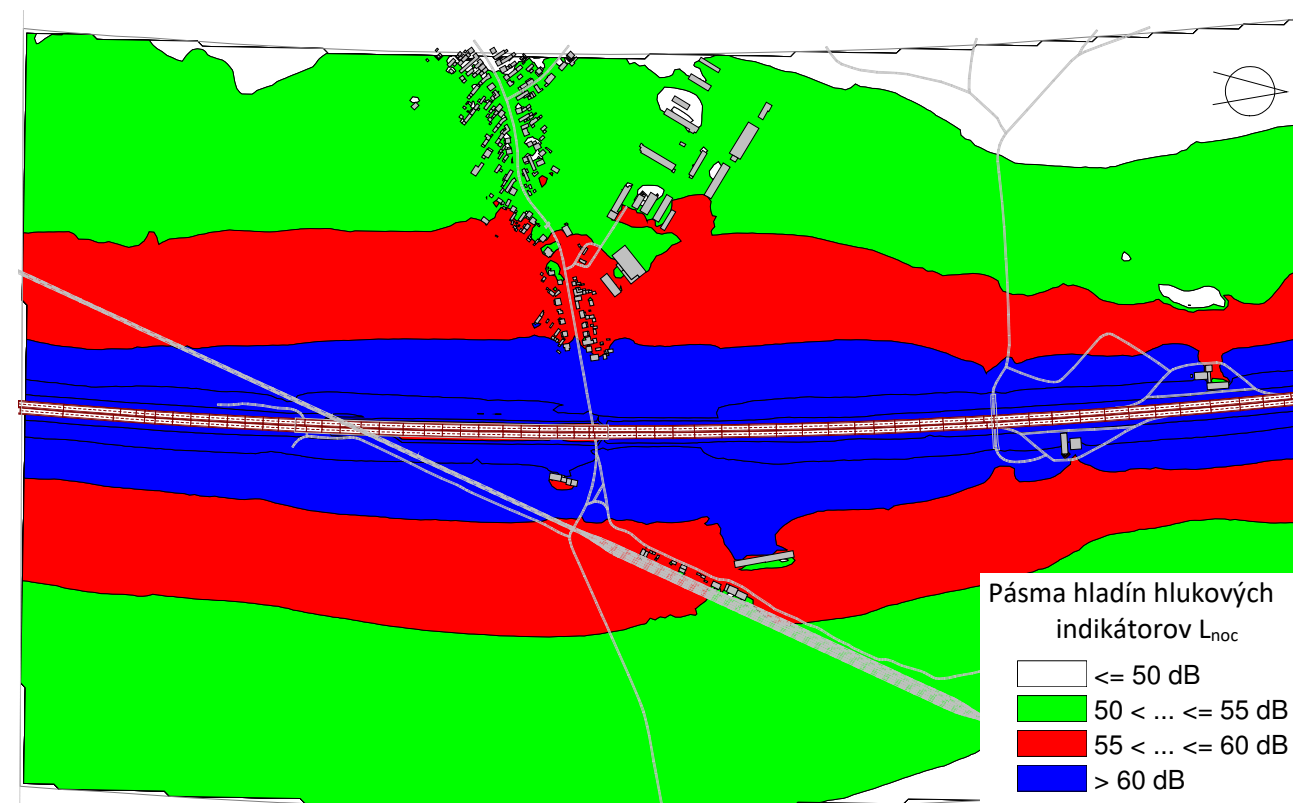 Pásma hladín hlukových
indikátorov Lnoc
<= 50 dB
50 < ... <= 55 dB
55 < ... <= 60 dB
> 60 dB